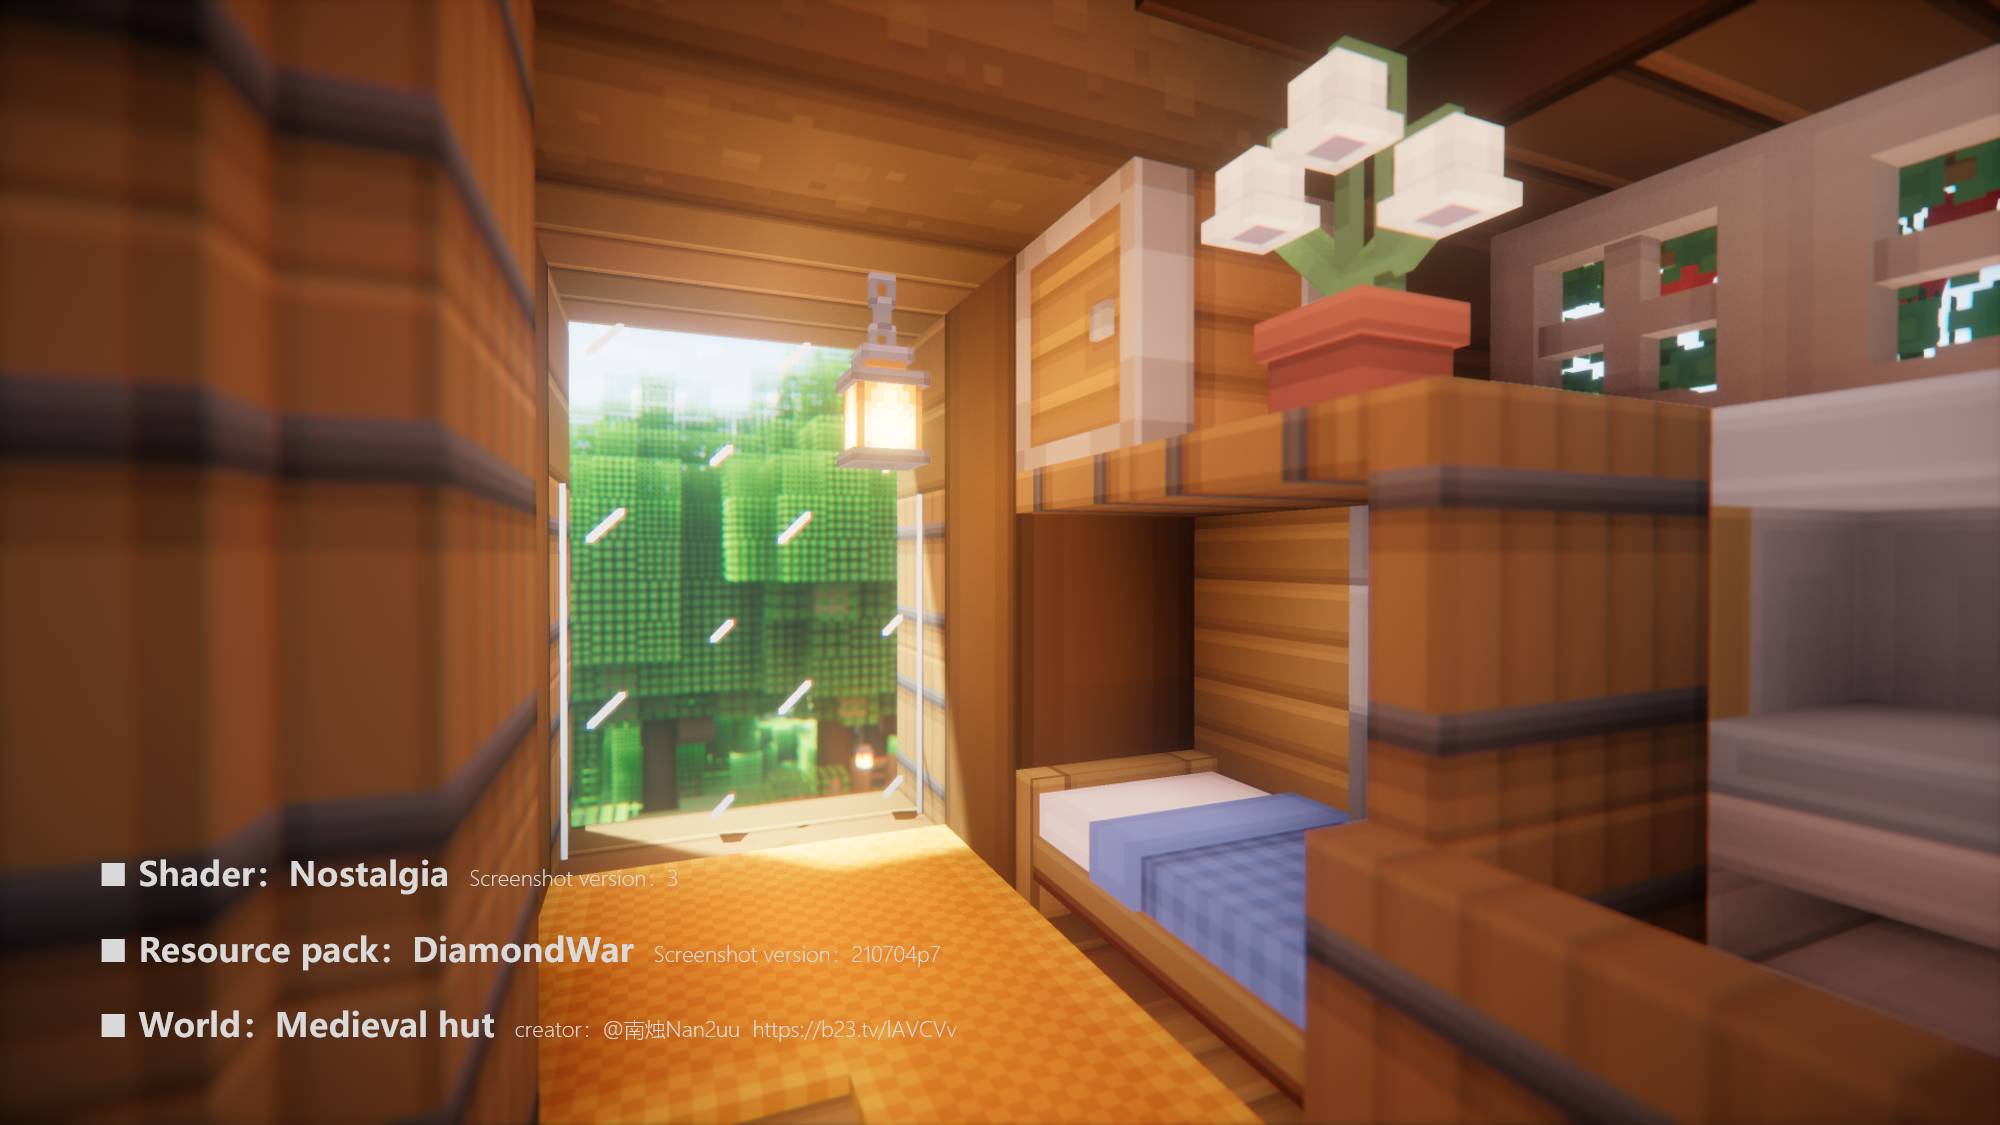 ■ Shader： Nostalgia Screenshot version：3
■ Resource pack： DiamondWar Screenshot version：210704p7
■ World： Medieval hut creator：@南烛Nan2uu https://b23.tv/lAVCVv